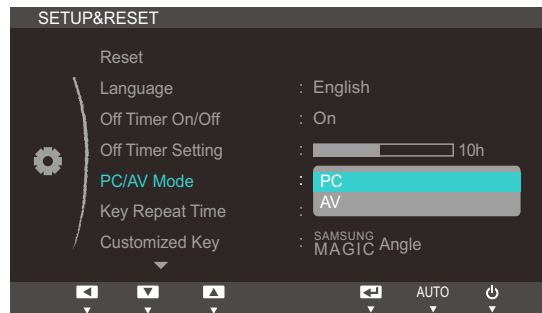 SETUP&RESET
Reset
Language : English
Off Timer On/Off : On
Off Timer Setting : 10h
PC/AV Mode : PC
AV
Key Repeat Time :
Customized Key : SAMSUNG MAGIC Angle
AUTO